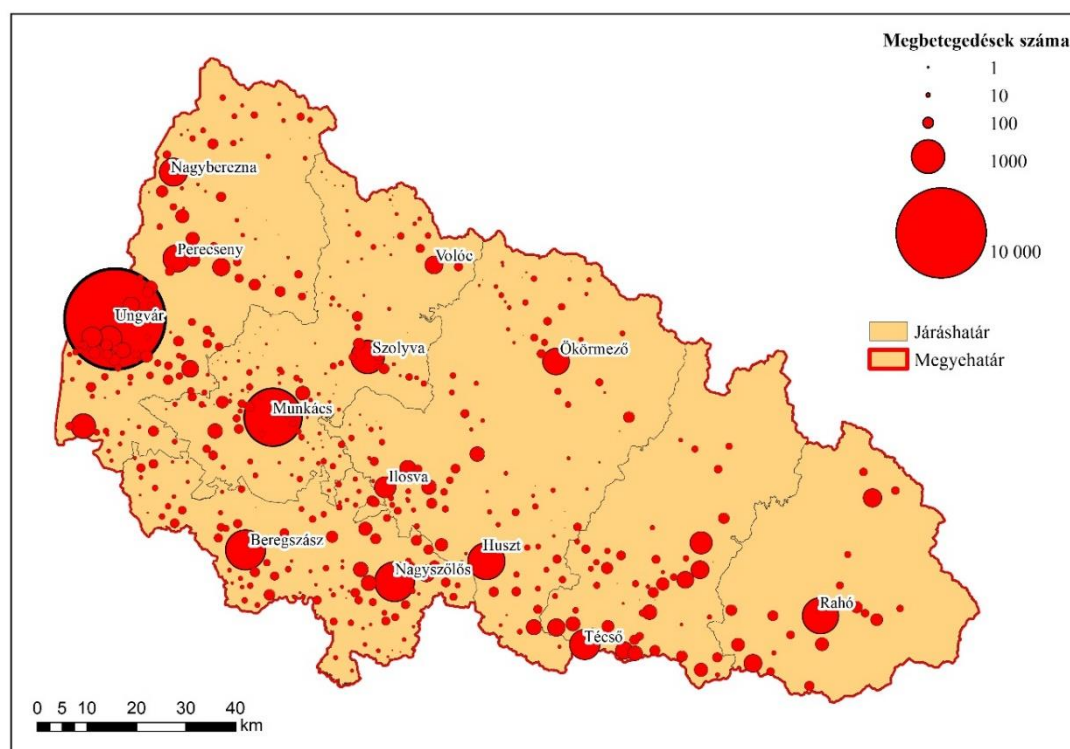 Megbetegedések száma
1
10
100
1000
10 000
Járáshatár
Megyehatár
Nagyberezna
Perecseny
Volóc
Ungvár
Szolyva
Ökörmező
Munkács
Ilosva
Beregszász
Huszt
Nagyszőlős
Rahó
Técső
0 5 10 20 30 40
km